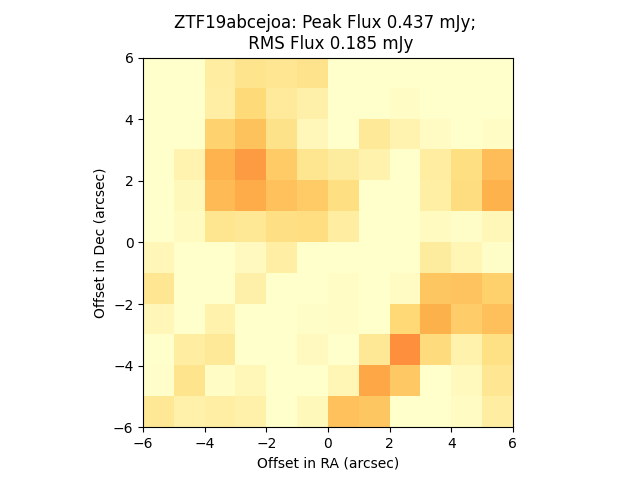 ZTF19abcejoa: Peak Flux 0.437 mJy;
RMS Flux 0.185 mJy
6
4
2
0
−2
−4
−6
Offset in Dec (arcsec)
−6 −4 −2 0 2 4 6
Offset in RA (arcsec)